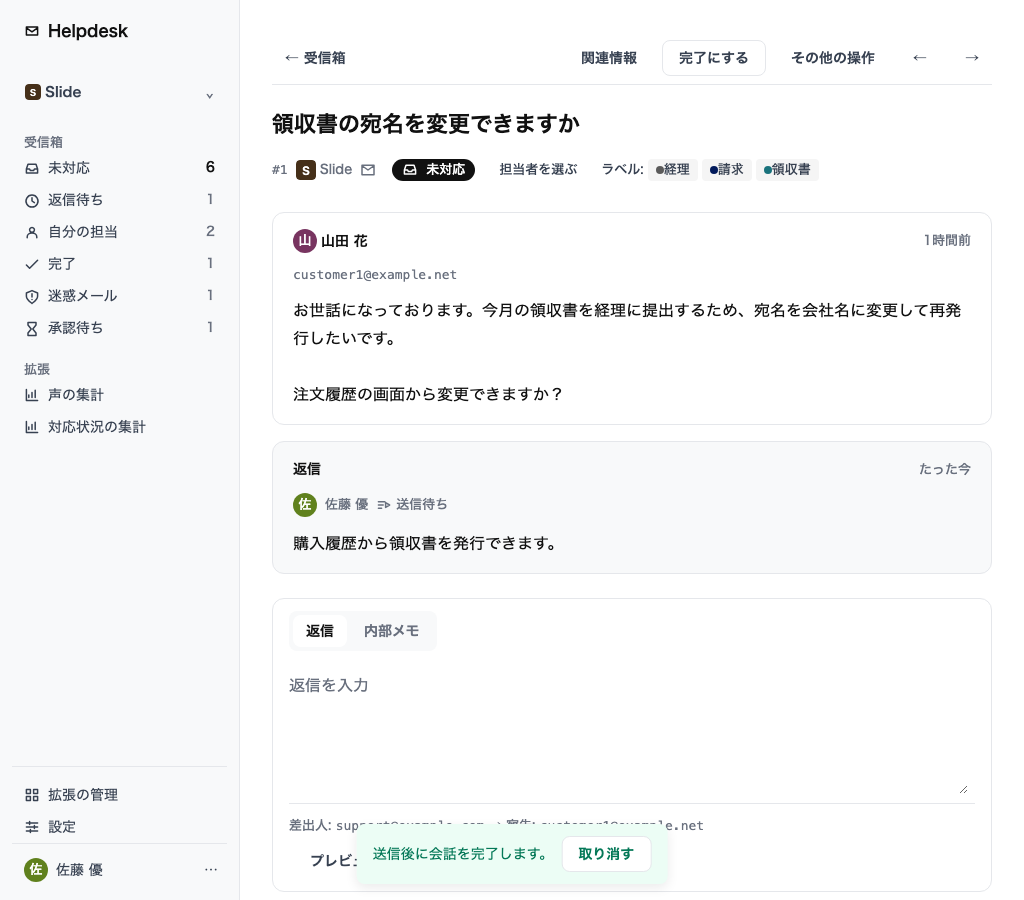 Helpdesk
S Slide
受信箱
未対応 6
返信待ち 1
自分の担当 2
完了 1
迷惑メール 1
承認待ち 1
拡張
声の集計
対応状況の集計
拡張の管理
設定
佐 佐藤 優 ...
← 受信箱 関連情報 完了にする その他の操作 ← →
領収書の宛名を変更できますか
#1 S Slide 未対応 担当者を選ぶ ラベル: 経理 請求 領収書
山 山田 花 1時間前
customer1@example.net
お世話になっております。今月の領収書を経理に提出するため、宛名を会社名に変更して再発
行したいです。
注文履歴の画面から変更できますか？
返信 たった今
佐 佐藤 優 送信待ち
購入履歴から領収書を発行できます。
返信 内部メモ
返信を入力
差出人: support@example.com → 宛先: customer1@example.net
プレビュ
送信後に会話を完了します。 取り消す